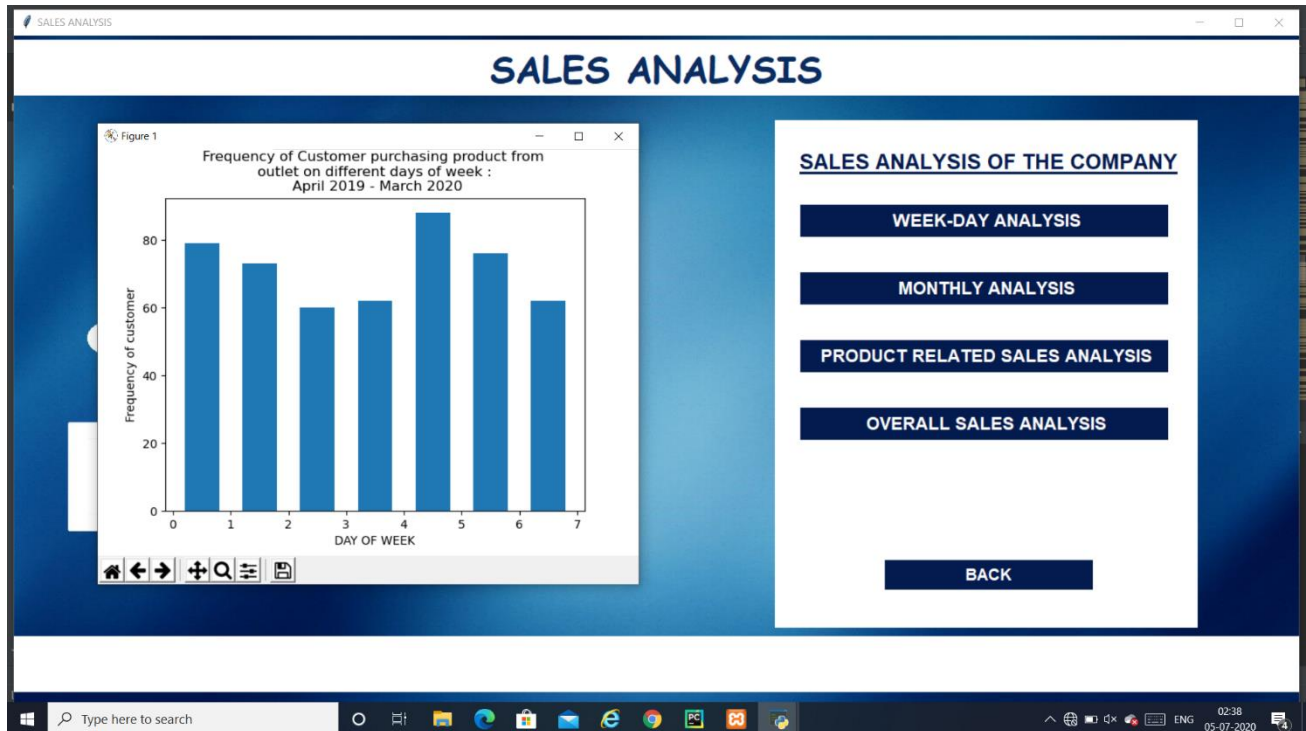 SALES ANALYSIS
SALES ANALYSIS
Figure 1
Frequency of Customer purchasing product from
outlet on different days of week :
April 2019 - March 2020
Frequency of customer
80
60
40
20
0
0 1 2 3 4 5 6 7
DAY OF WEEK
SALES ANALYSIS OF THE COMPANY
WEEK-DAY ANALYSIS
MONTHLY ANALYSIS
PRODUCT RELATED SALES ANALYSIS
OVERALL SALES ANALYSIS
BACK
Type here to search
PC
ENG
02:38
05-07-2020
4